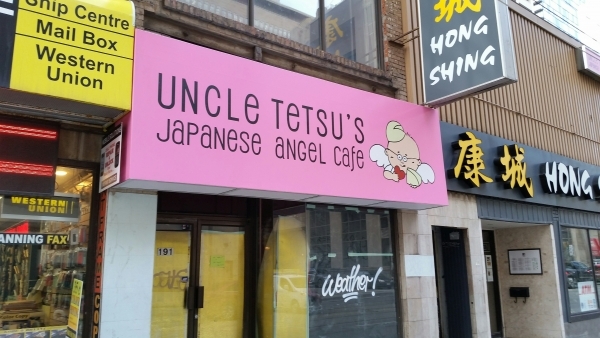 Ship Centre
Mail Box
Western
Union
UNCLE TETSU'S
JAPANESE ANGEL CAFE
康城
HONG
SHING
康城 HONG S
WESTERN
UNION
ANNING FAX
191
weather!